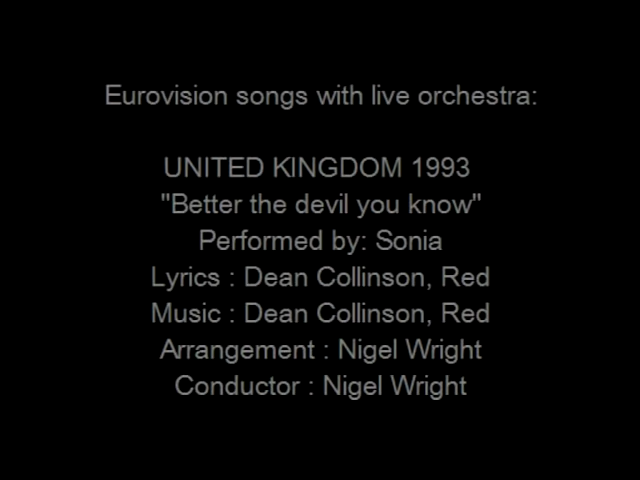 Eurovision songs with live orchestra:
UNITED KINGDOM 1993
"Better the devil you know"
Performed by: Sonia
Lyrics : Dean Collinson, Red
Music : Dean Collinson, Red
Arrangement : Nigel Wright
Conductor : Nigel Wright